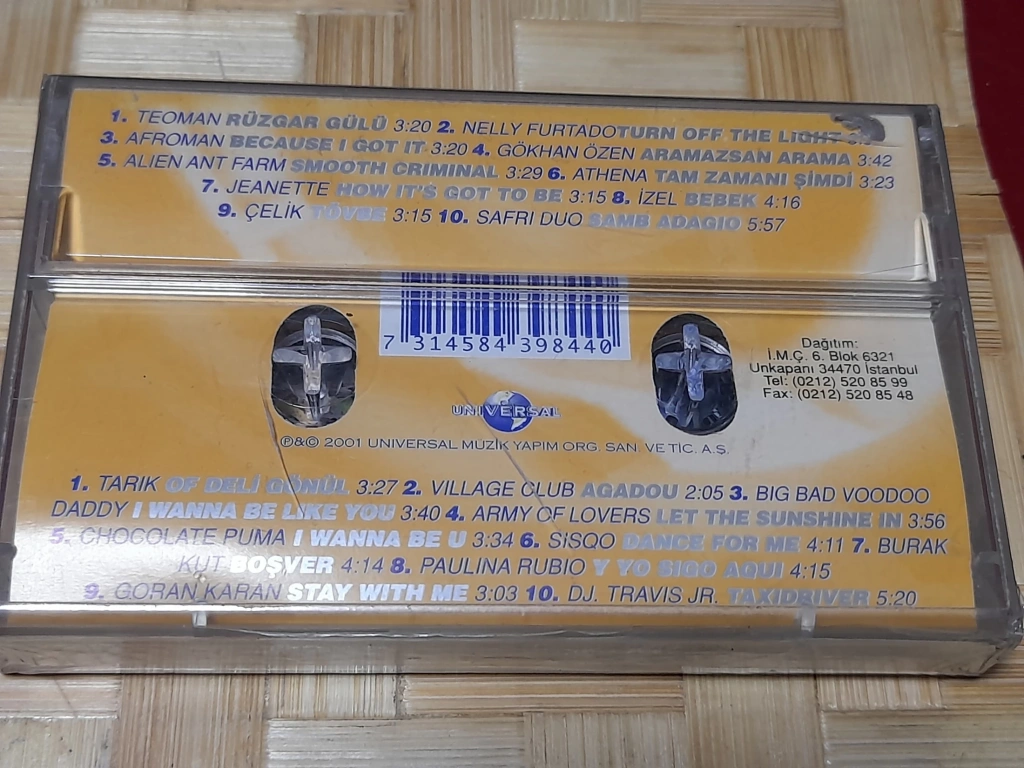 1. TEOMAN RÜZGAR GÜLÜ 3:20 2. NELLY FURTADO TURN OFF THE LIGHT
3. AFROMAN BECAUSE I GOT IT 3:20 4. GÖKHAN ÖZEN ARAMAZSAN ARAMA 3:42
5. ALIEN ANT FARM SMOOTH CRIMINAL 3:29 6. ATHENA TAM ZAMANI ŞİMDİ 3:23
7. JEANETTE HOW IT'S GOT TO BE 3:15 8. İZEL BEBEK 4:16
9. ÇELİK TÖVBE 3:15 10. SAFRI DUO SAMB ADAGIO 5:57
7 314584 398440
Dağıtım:
İ.M.Ç. 6. Blok 6321
Unkapanı 34470 İstanbul
Tel: (0212) 520 85 99
Fax: (0212) 520 85 48
UNIVERSAL
℗&© 2001 UNIVERSAL MÜZİK YAPIM ORG. SAN. VE TİC. A.Ş.
1. TARIK OF DELİ GÖNÜL 3:27 2. VILLAGE CLUB AGADOU 2:05 3. BIG BAD VOODOO
DADDY I WANNA BE LIKE YOU 3:40 4. ARMY OF LOVERS LET THE SUNSHINE IN 3:56
5. CHOCOLATE PUMA I WANNA BE U 3:34 6. SİSQO DANCE FOR ME 4:11 7. BURAK
KUT BOŞVER 4:14 8. PAULINA RUBIO Y YO SIGO AQUI 4:15
9. GORAN KARAN STAY WITH ME 3:03 10. DJ. TRAVIS JR. TAXIDRIVER 5:20